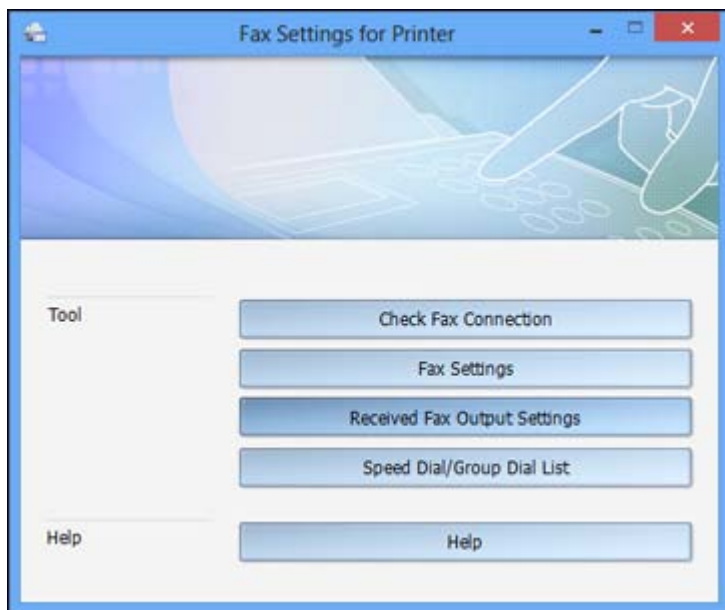 Fax Settings for Printer
Tool
Check Fax Connection
Fax Settings
Received Fax Output Settings
Speed Dial/Group Dial List
Help
Help